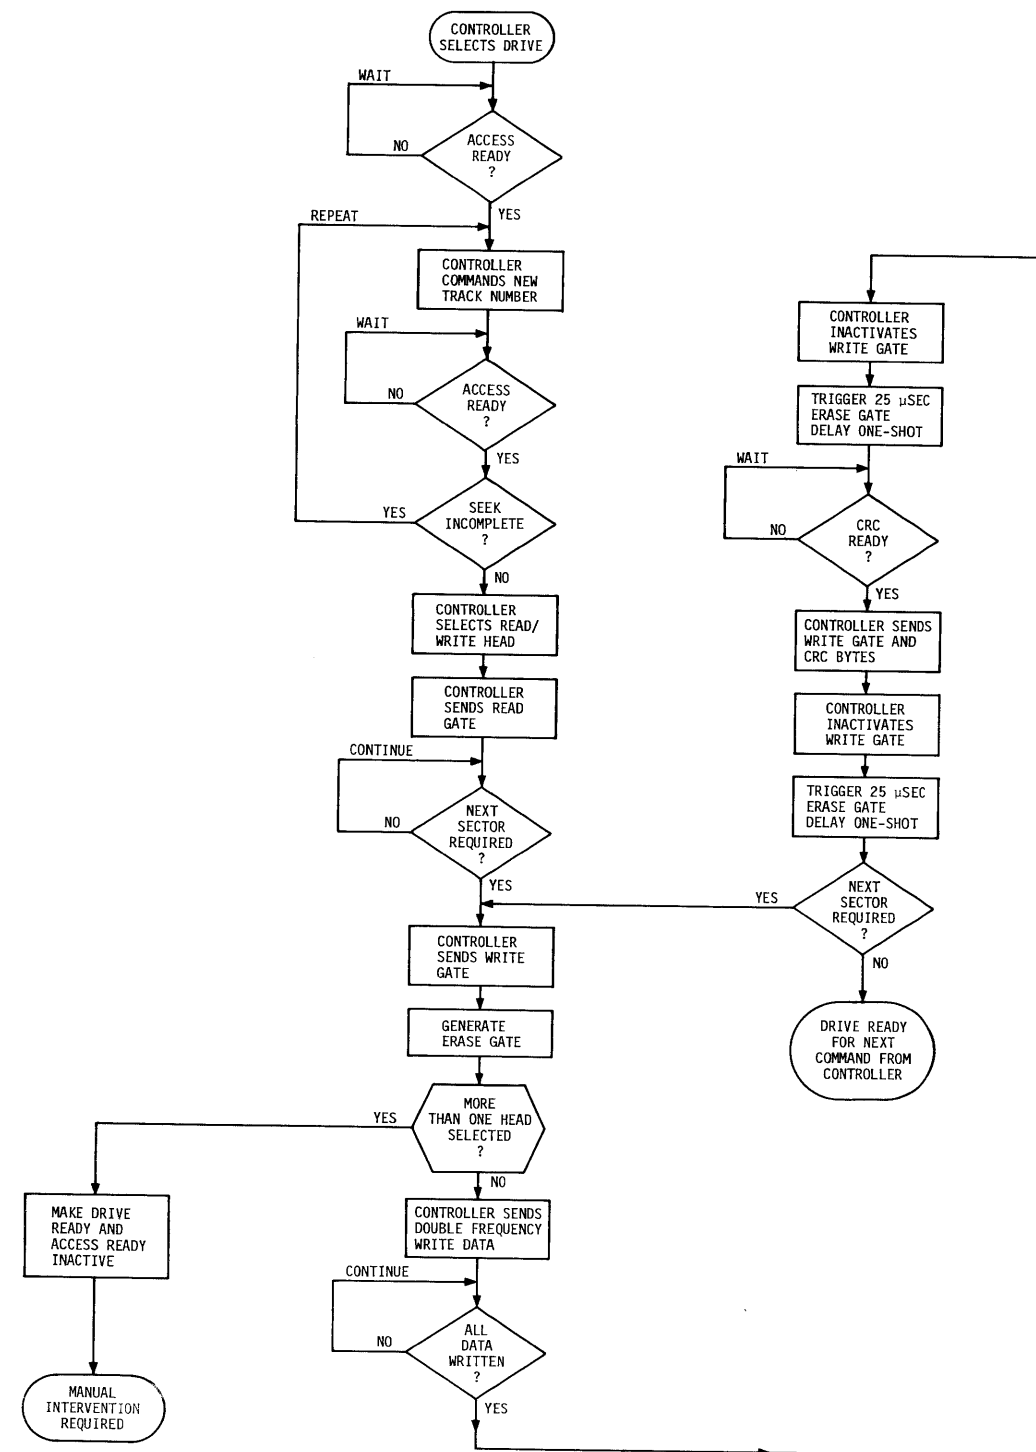 CONTROLLER
SELECTS DRIVE
WAIT
NO
ACCESS
READY
?
YES
REPEAT
CONTROLLER
COMMANDS NEW
TRACK NUMBER
WAIT
NO
ACCESS
READY
?
YES
YES
SEEK
INCOMPLETE
?
NO
CONTROLLER
SELECTS READ/
WRITE HEAD
CONTROLLER
SENDS READ
GATE
CONTINUE
NO
NEXT
SECTOR
REQUIRED
?
YES
CONTROLLER
SENDS WRITE
GATE
GENERATE
ERASE GATE
YES
MORE
THAN ONE HEAD
SELECTED
?
NO
MAKE DRIVE
READY AND
ACCESS READY
INACTIVE
MANUAL
INTERVENTION
REQUIRED
CONTROLLER SENDS
DOUBLE FREQUENCY
WRITE DATA
CONTINUE
NO
ALL
DATA
WRITTEN
?
YES
CONTROLLER
INACTIVATES
WRITE GATE
TRIGGER 25 μSEC
ERASE GATE
DELAY ONE-SHOT
WAIT
NO
CRC
READY
?
YES
CONTROLLER SENDS
WRITE GATE AND
CRC BYTES
CONTROLLER
INACTIVATES
WRITE GATE
TRIGGER 25 μSEC
ERASE GATE
DELAY ONE-SHOT
YES
NEXT
SECTOR
REQUIRED
?
NO
DRIVE READY
FOR NEXT
COMMAND FROM
CONTROLLER